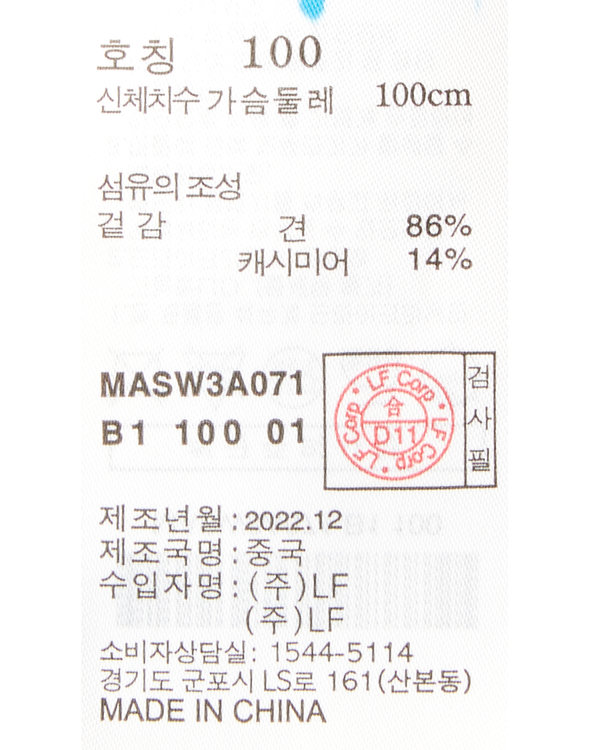 호칭 100
신체치수 가슴둘레 100cm
섬유의 조성
겉감 견 86%
캐시미어 14%
MASW3A071
B1 100 01
LF Corp · LF Corp · LF Corp ·
合
D11
검사필
제조년월 : 2022.12
제조국명 : 중국
수입자명 : (주)LF
(주)LF
소비자상담실 : 1544-5114
경기도 군포시 LS로 161(산본동)
MADE IN CHINA